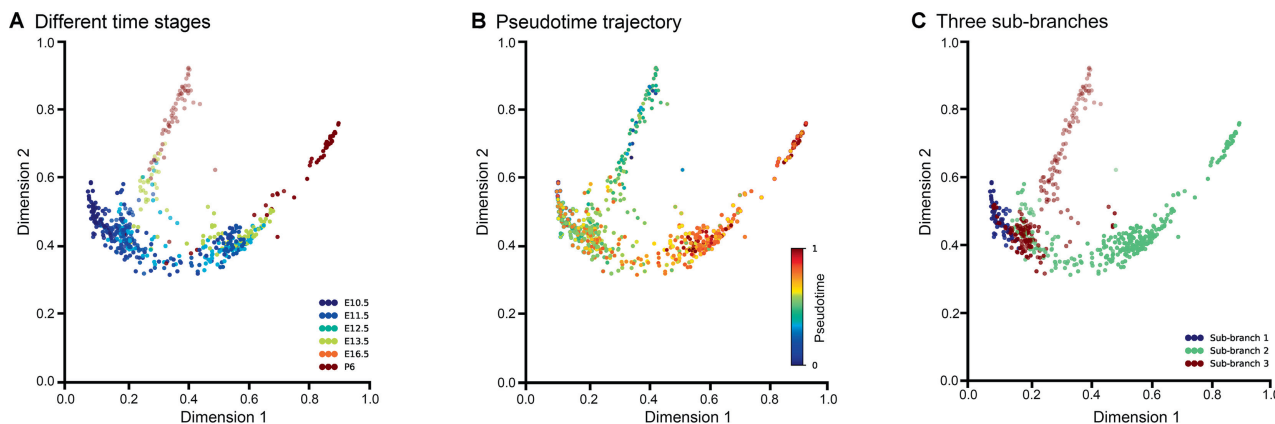 A Different time stages
1.0
0.8
0.6
0.4
0.2
0.0
Dimension 2
0.0 0.2 0.4 0.6 0.8 1.0
Dimension 1
E10.5
E11.5
E12.5
E13.5
E16.5
P6
B Pseudotime trajectory
1.0
0.8
0.6
0.4
0.2
0.0
Dimension 2
0.0 0.2 0.4 0.6 0.8 1.0
Dimension 1
1
0
Pseudotime
C Three sub-branches
1.0
0.8
0.6
0.4
0.2
0.0
Dimension 2
0.0 0.2 0.4 0.6 0.8 1.0
Dimension 1
Sub-branch 1
Sub-branch 2
Sub-branch 3